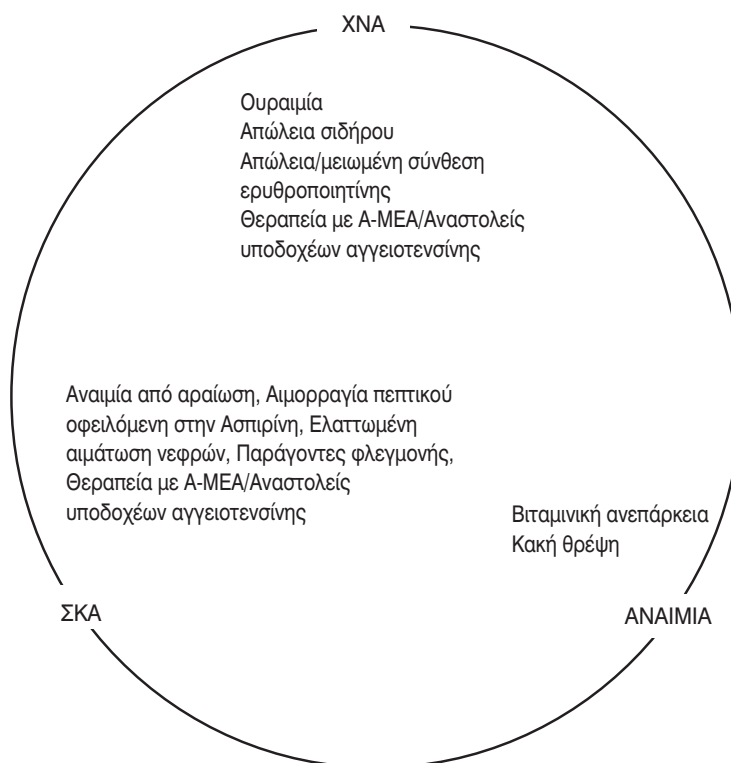 ΧΝΑ
Ουραιμία
Απώλεια σιδήρου
Απώλεια/μειωμένη σύνθεση
ερυθροποιητίνης
Θεραπεία με Α-ΜΕΑ/Αναστολείς
υποδοχέων αγγειοτενσίνης
Αναιμία από αραίωση, Αιμορραγία πεπτικού
οφειλόμενη στην Ασπιρίνη, Ελαττωμένη
αιμάτωση νεφρών, Παράγοντες φλεγμονής,
Θεραπεία με Α-ΜΕΑ/Αναστολείς
υποδοχέων αγγειοτενσίνης
Βιταμινική ανεπάρκεια
Κακή θρέψη
ΣΚΑ
ΑΝΑΙΜΙΑ